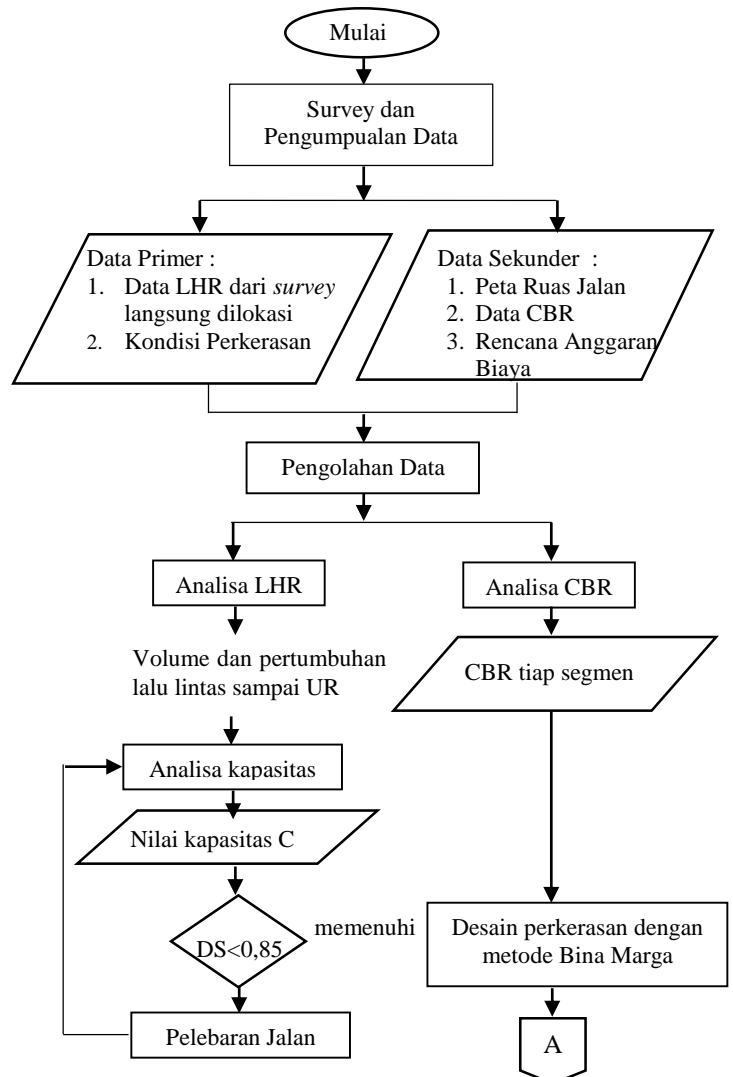 Mulai
Survey dan
Pengumpualan Data
Data Primer :
1. Data LHR dari survey
langsung dilokasi
2. Kondisi Perkerasan
Data Sekunder :
1. Peta Ruas Jalan
2. Data CBR
3. Rencana Anggaran
Biaya
Pengolahan Data
Analisa LHR
Analisa CBR
Volume dan pertumbuhan
lalu lintas sampai UR
CBR tiap segmen
Analisa kapasitas
Nilai kapasitas C
DS<0,85
memenuhi
Desain perkerasan dengan
metode Bina Marga
Pelebaran Jalan
A